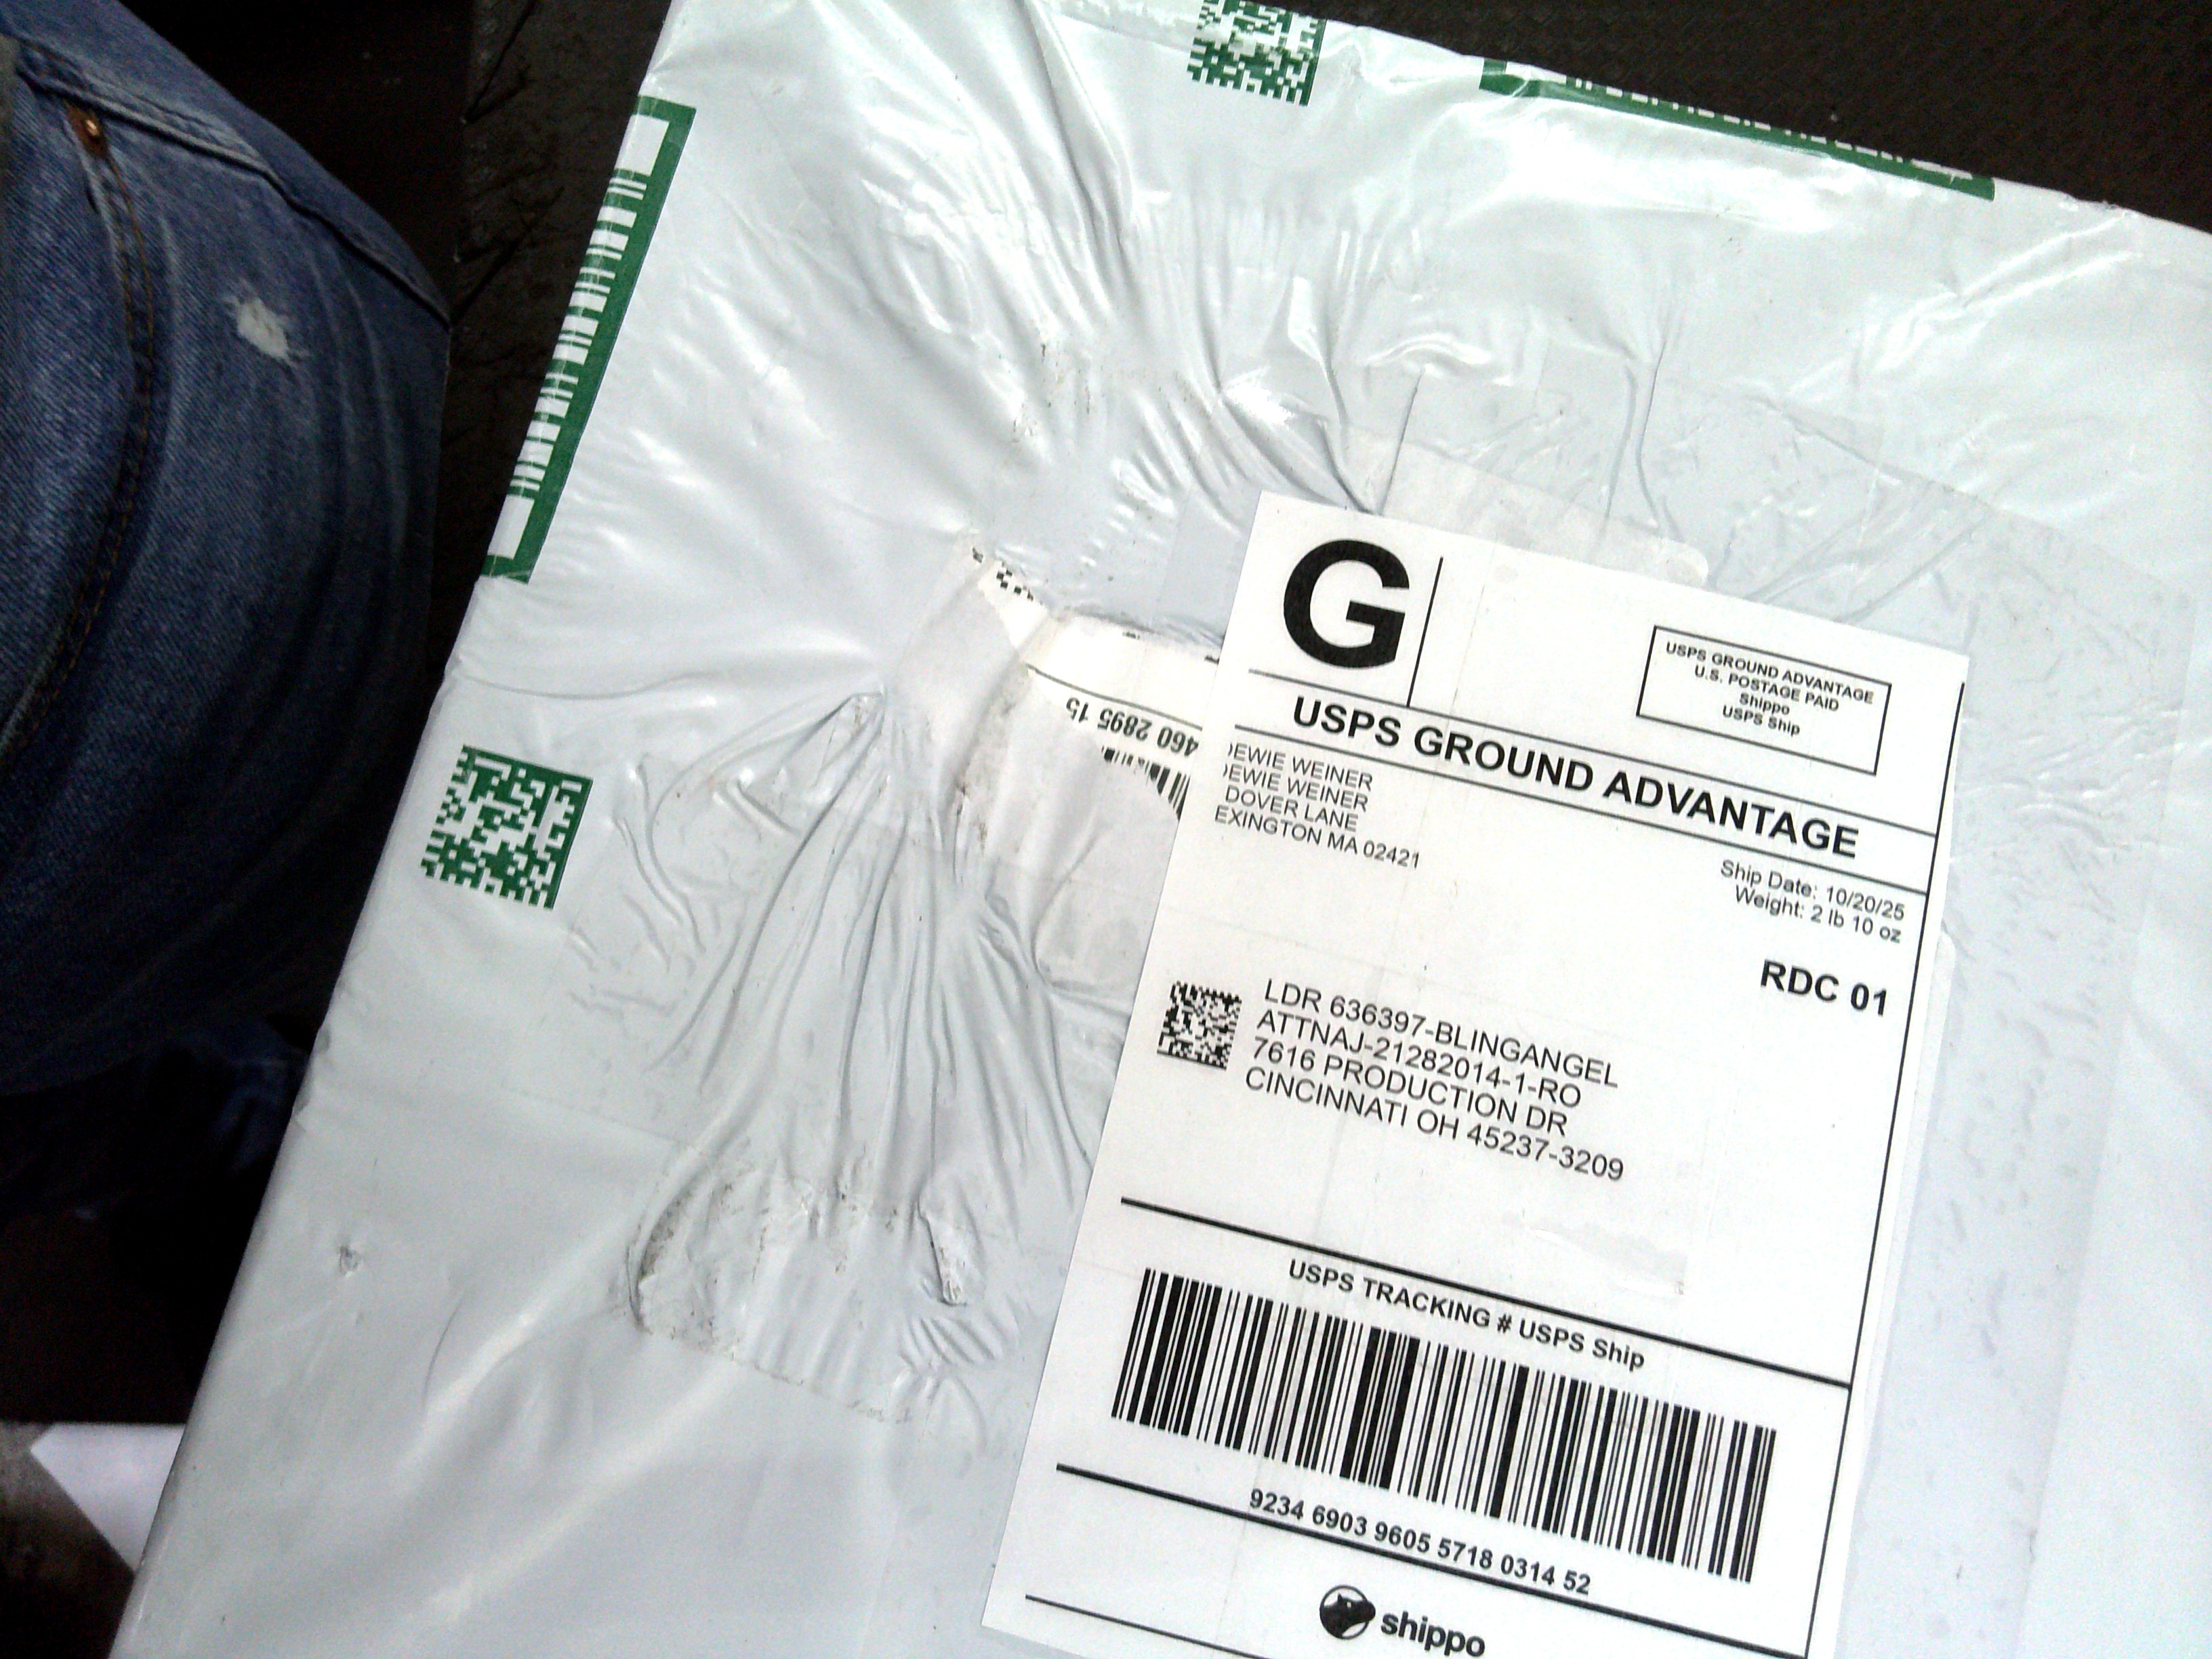 460 2895 15
G
USPS GROUND ADVANTAGE
U.S. POSTAGE PAID
Shippo
USPS Ship
USPS GROUND ADVANTAGE
EWIE WEINER
EWIE WEINER
DOVER LANE
EXINGTON MA 02421
Ship Date: 10/20/25
Weight: 2 lb 10 oz
RDC 01
LDR 636397-BLINGANGEL
ATTNAJ-21282014-1-RO
7616 PRODUCTION DR
CINCINNATI OH 45237-3209
USPS TRACKING # USPS Ship
9234 6903 9605 5718 0314 52
shippo